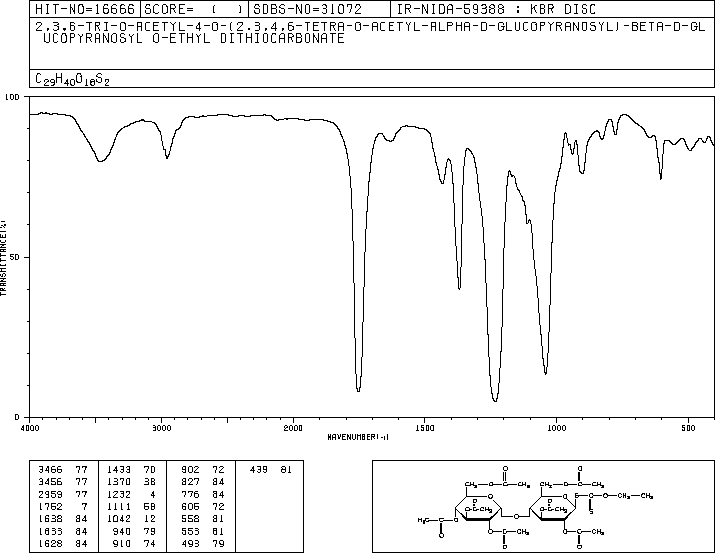 HIT-NO=16666 SCORE= ( ) SDBS-NO=31072 IR-NIDA-59388 : KBR DISC
2,3,6-TRI-O-ACETYL-4-O-(2,3,4,6-TETRA-O-ACETYL-ALPHA-D-GLUCOPYRANOSYL)-BETA-D-GL
UCOPYRANOSYL O-ETHYL DITHIOCARBONATE
C29H40O18S2
100
50
0
TRANSMITTANCE(%)
4000 3000 2000 1500 1000 500
WAVENUMBER(-1)
3466 77 1433 70 902 72 439 81
3456 77 1370 38 827 84
2959 77 1232 4 776 84
1752 7 1111 58 606 72
1638 84 1042 12 558 81
1633 84 940 79 553 81
1628 84 910 74 493 79